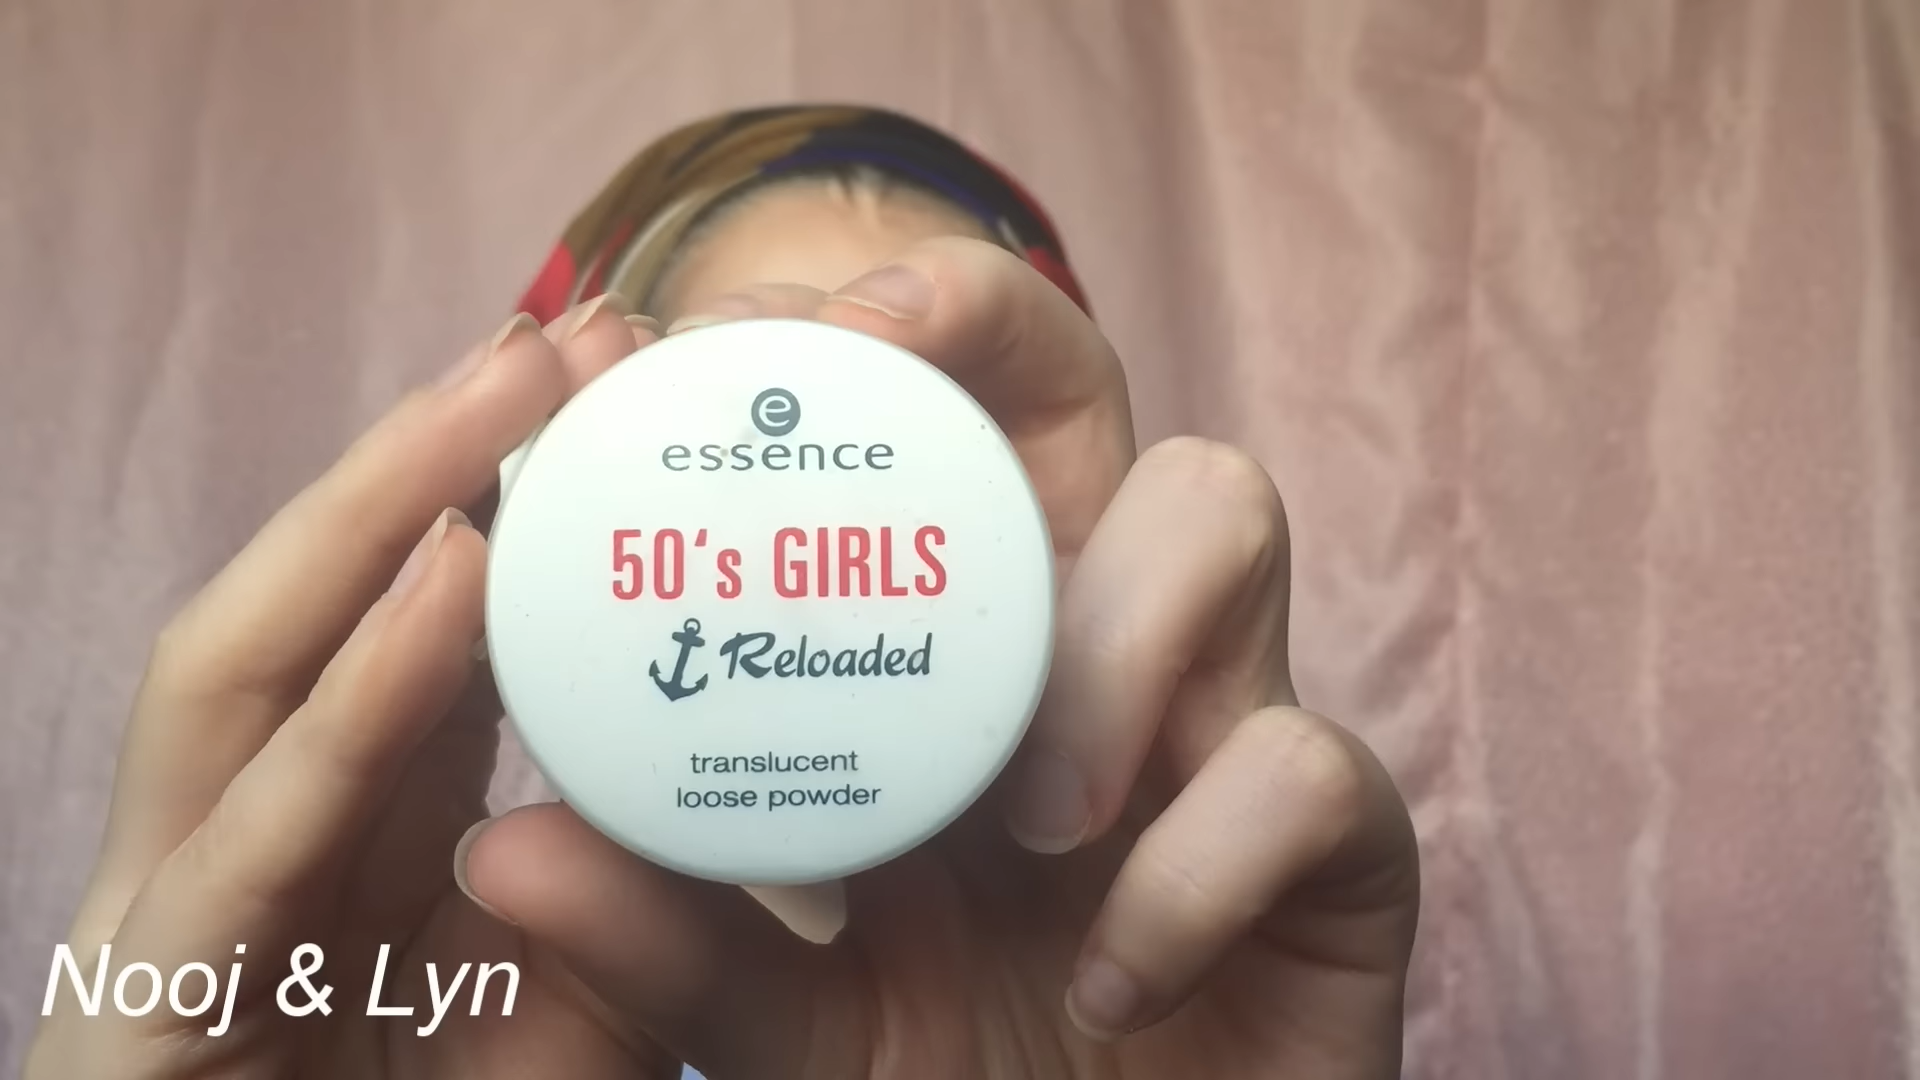 e
essence
50‘s GIRLS
Reloaded
translucent
loose powder
Nooj & Lyn